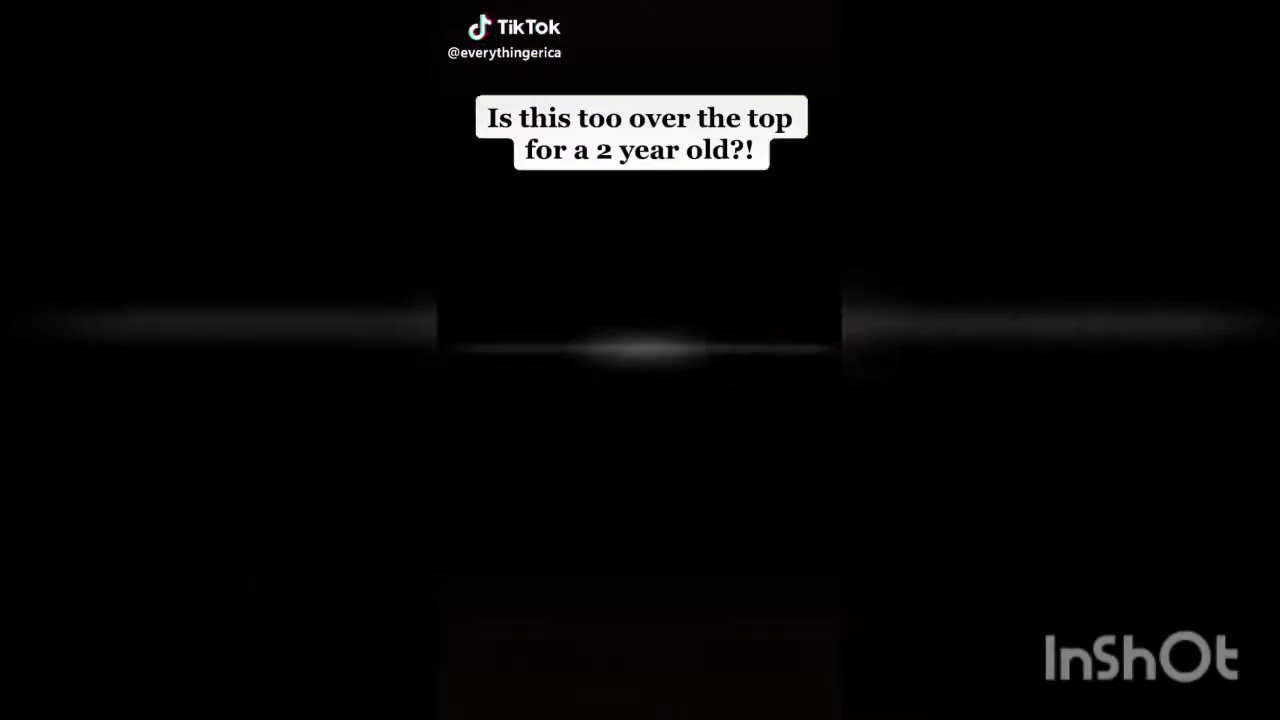 TikTok
@everythingerica
Is this too over the top
for a 2 year old?!
InShOt